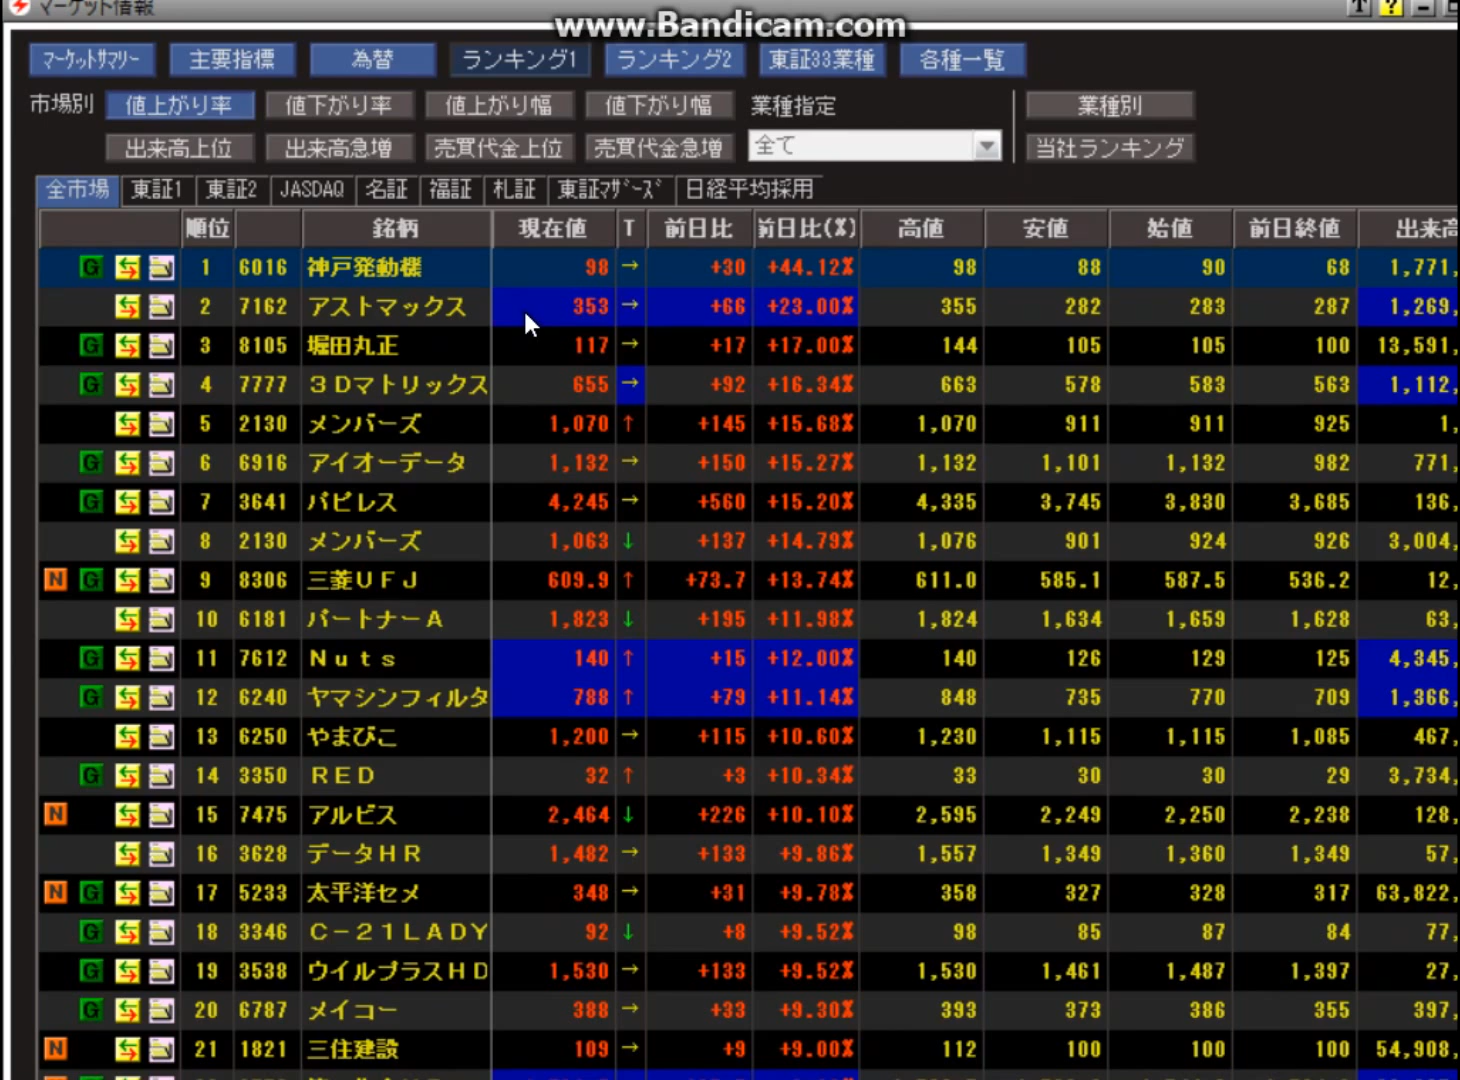 マーケット情報
www.Bandicam.com
マーケットサマリー 主要指標 為替 ランキング1 ランキング2 東証33業種 各種一覧
市場別 値上がり率 値下がり率 値上がり幅 値下がり幅 業種指定 業種別
出来高上位 出来高急増 売買代金上位 売買代金急増 全て 当社ランキング
全市場 東証1 東証2 JASDAQ 名証 福証 札証 東証マザーズ 日経平均採用
順位 銘柄 現在値 T 前日比 前日比(%) 高値 安値 始値 前日終値 出来高
G 1 6016 神戸発動機 98 → +30 +44.12% 98 88 90 68 1,771,
2 7162 アストマックス 353 → +66 +23.00% 355 282 283 287 1,269,
G 3 8105 堀田丸正 117 → +17 +17.00% 144 105 105 100 13,591,
G 4 7777 3Dマトリックス 655 → +92 +16.34% 663 578 583 563 1,112,
5 2130 メンバーズ 1,070 ↑ +145 +15.68% 1,070 911 911 925 1,
G 6 6916 アイオーデータ 1,132 → +150 +15.27% 1,132 1,101 1,132 982 771,
G 7 3641 パピレス 4,245 → +560 +15.20% 4,335 3,745 3,830 3,685 136,
8 2130 メンバーズ 1,063 ↓ +137 +14.79% 1,076 901 924 926 3,004,
N G 9 8306 三菱UFJ 609.9 ↑ +73.7 +13.74% 611.0 585.1 587.5 536.2 12,
10 6181 パートナーA 1,823 ↓ +195 +11.98% 1,824 1,634 1,659 1,628 63,
G 11 7612 Nuts 140 ↑ +15 +12.00% 140 126 129 125 4,345,
G 12 6240 ヤマシンフィルタ 788 ↑ +79 +11.14% 848 735 770 709 1,366,
13 6250 やまびこ 1,200 → +115 +10.60% 1,230 1,115 1,115 1,085 467,
G 14 3350 RED 32 ↑ +3 +10.34% 33 30 30 29 3,734,
N 15 7475 アルビス 2,464 ↓ +226 +10.10% 2,595 2,249 2,250 2,238 128,
16 3628 データHR 1,482 → +133 +9.86% 1,557 1,349 1,360 1,349 57,
N G 17 5233 太平洋セメ 348 → +31 +9.78% 358 327 328 317 63,822,
G 18 3346 C-21LADY 92 ↓ +8 +9.52% 98 85 87 84 77,
G 19 3538 ウイルプラスHD 1,530 → +133 +9.52% 1,530 1,461 1,487 1,397 27,
G 20 6787 メイコー 388 → +33 +9.30% 393 373 386 355 397,
N 21 1821 三住建設 109 → +9 +9.00% 112 100 100 100 54,908,